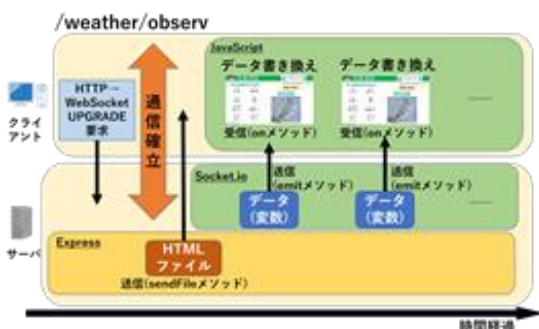 /weather/observ
JavaScript
データ書き換え
データ書き換え
HTTP→
WebSocket
UPGRADE
要求
通信確立
クライ
アント
受信(onメソッド)
受信(onメソッド)
Socket.io
送信
(emitメソッド)
送信
(emitメソッド)
データ
(変数)
データ
(変数)
サーバ
Express
HTML
ファイル
送信(sendFileメソッド)
時間経過